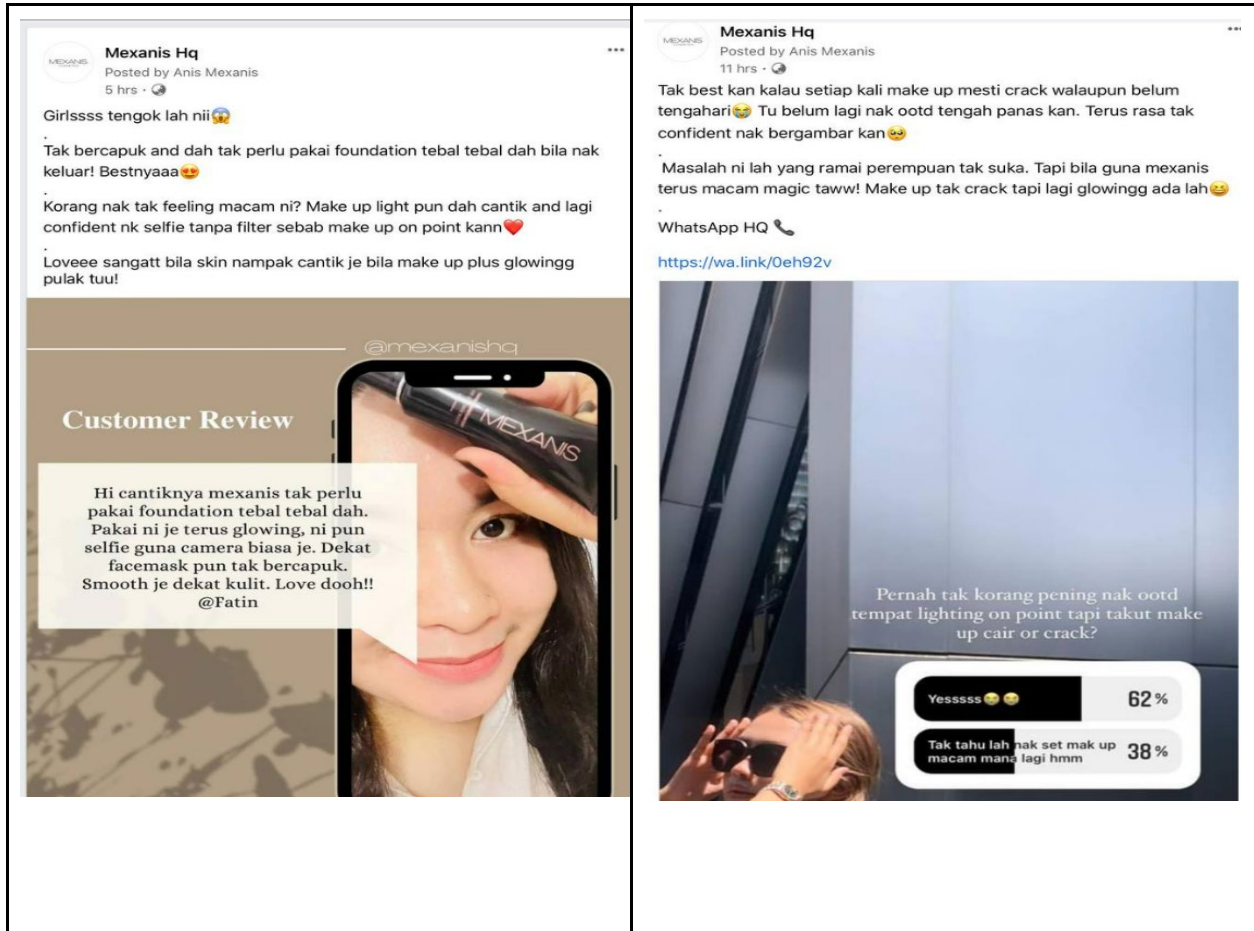 Mexanis Hq
Posted by Anis Mexanis
5 hrs ·
Girlssss tengok lah nii😱
.
Tak bercapuk and dah tak perlu pakai foundation tebal tebal dah bila nak
keluar! Bestnyaaa😍
.
Korang nak tak feeling macam ni? Make up light pun dah cantik and lagi
confident nk selfie tanpa filter sebab make up on point kann❤️
.
Loveee sangatt bila skin nampak cantik je bila make up plus glowingg
pulak tuu!
@mexanishq
MEXANIS
Customer Review
Hi cantiknya mexanis tak perlu
pakai foundation tebal tebal dah.
Pakai ni je terus glowing, ni pun
selfie guna camera biasa je. Dekat
facemask pun tak bercapuk.
Smooth je dekat kulit. Love dooh!!
@Fatin
MEXANIS
Mexanis Hq
Posted by Anis Mexanis
11 hrs ·
Tak best kan kalau setiap kali make up mesti crack walaupun belum
tengahari😭 Tu belum lagi nak ootd tengah panas kan. Terus rasa tak
confident nak bergambar kan🥺
.
Masalah ni lah yang ramai perempuan tak suka. Tapi bila guna mexanis
terus macam magic taww! Make up tak crack tapi lagi glowingg ada lah😆
.
WhatsApp HQ 📞
https://wa.link/0eh92v
Pernah tak korang pening nak ootd
tempat lighting on point tapi takut make
up cair or crack?
Yesssss😭😭 62%
Tak tahu lah nak set mak up
macam mana lagi hmm 38%
MEXANIS